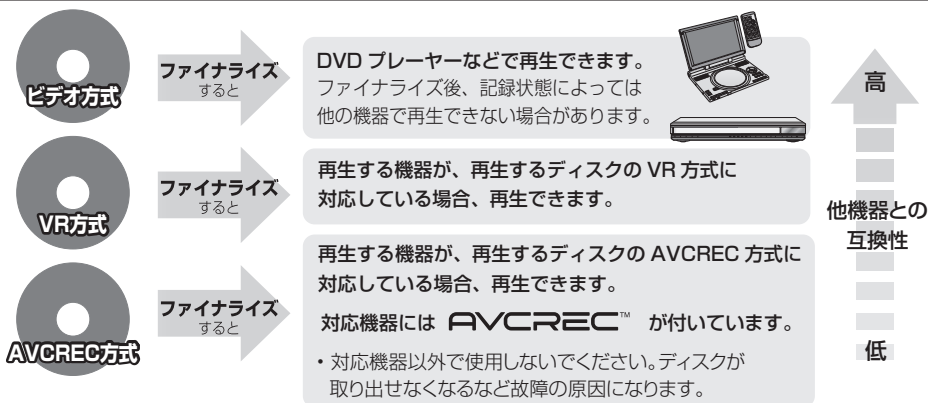 ビデオ方式
ファイナライズ
すると
DVD プレーヤーなどで再生できます。
ファイナライズ後、記録状態によっては
他の機器で再生できない場合があります。
VR方式
ファイナライズ
すると
再生する機器が、再生するディスクの VR 方式に
対応している場合、再生できます。
AVCREC方式
ファイナライズ
すると
再生する機器が、再生するディスクの AVCREC 方式に
対応している場合、再生できます。
対応機器には AVCREC™ が付いています。
・対応機器以外で使用しないでください。ディスクが
取り出せなくなるなど故障の原因になります。
高
他機器との
互換性
低